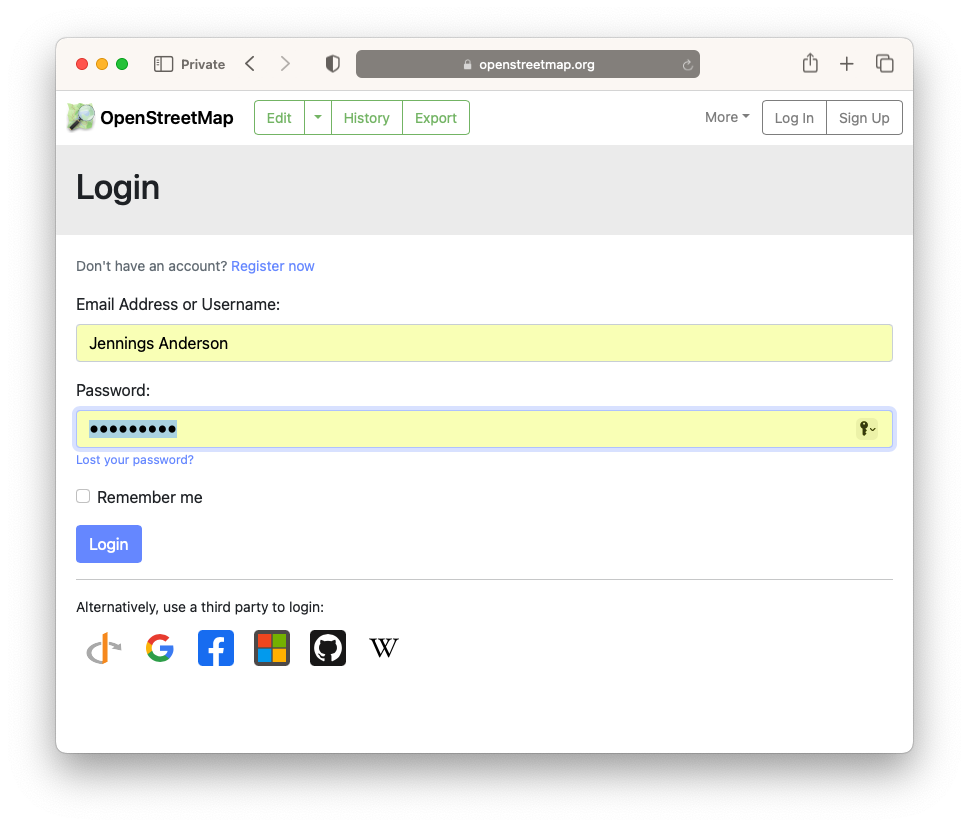 Private
openstreetmap.org
OpenStreetMap Edit History Export More Log In Sign Up
Login
Don't have an account? Register now
Email Address or Username:
Jennings Anderson
Password:
●●●●●●●●●
Lost your password?
Remember me
Login
Alternatively, use a third party to login:
G f W